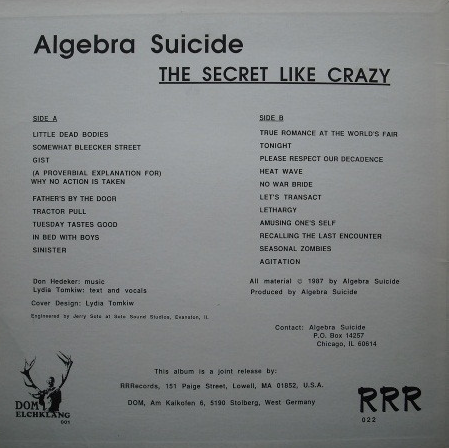 Algebra Suicide
THE SECRET LIKE CRAZY
SIDE A
LITTLE DEAD BODIES
SOMEWHAT BLEECKER STREET
GIST
(A PROVERBIAL EXPLANATION FOR)
WHY NO ACTION IS TAKEN
FATHER'S BY THE DOOR
TRACTOR PULL
TUESDAY TASTES GOOD
IN BED WITH BOYS
SINISTER
SIDE B
TRUE ROMANCE AT THE WORLD'S FAIR
TONIGHT
PLEASE RESPECT OUR DECADENCE
HEAT WAVE
NO WAR BRIDE
LET'S TRANSACT
LETHARGY
AMUSING ONE'S SELF
RECALLING THE LAST ENCOUNTER
SEASONAL ZOMBIES
AGITATION
Don Hedeker: music
Lydia Tomkiw: text and vocals
Cover Design: Lydia Tomkiw
Engineered by Jerry Soto at Soto Sound Studios, Evanston, IL
All material © 1987 by Algebra Suicide
Produced by Algebra Suicide
Contact: Algebra Suicide
P.O. Box 14257
Chicago, IL 60614
This album is a joint release by:
RRRecords, 151 Paige Street, Lowell, MA 01852, U.S.A.
DOM, Am Kalkofen 6, 5190 Stolberg, West Germany
DOM
ELCHKLANG
001
RRR
022